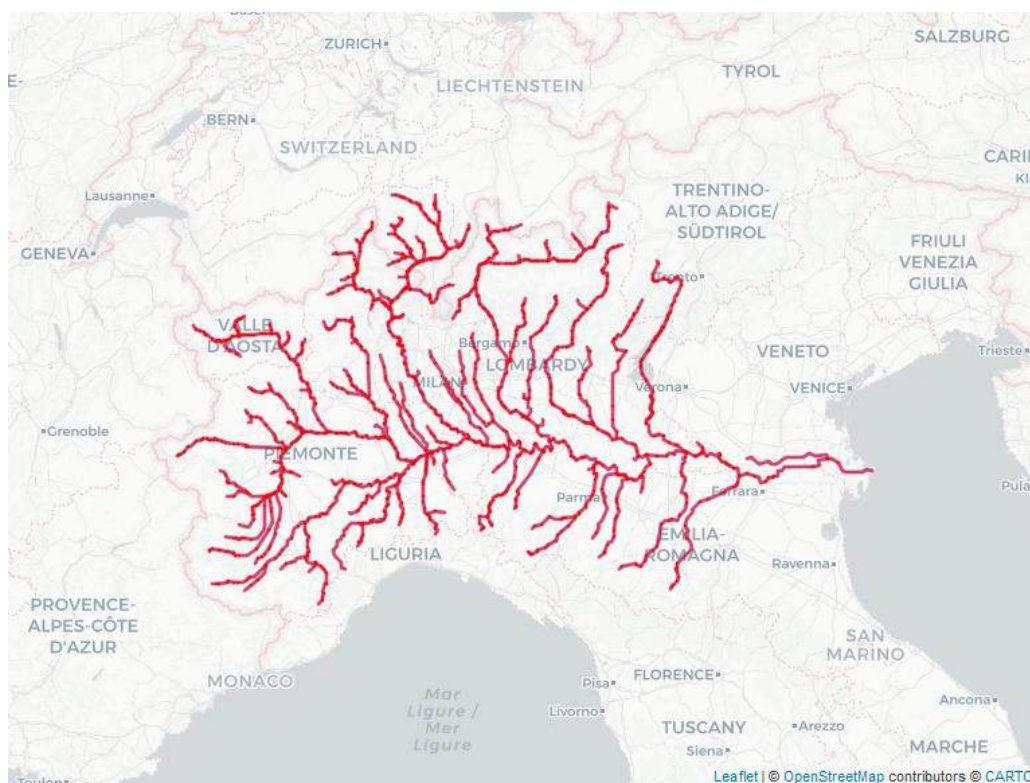 ZURICH
SALZBURG
TYROL
LIECHTENSTEIN
BERN
SWITZERLAND
Lausanne
GENEVA
TRENTINO-
ALTO ADIGE/
SÜDTIROL
FRIULI
VENEZIA
GIULIA
Trento
VALLE
D'AOSTA
Bergamo
LOMBARDY
MILAN
VENETO
Trieste
Verona
VENICE
Grenoble
PIEMONTE
Parma
Ferrara
EMILIA-
ROMAGNA
LIGURIA
Ravenna
PROVENCE-
ALPES-CÔTE
D'AZUR
SAN
MARINO
MONACO
Mar
Ligure /
Mer
Ligure
Pisa
FLORENCE
Livorno
Ancona
TUSCANY
Arezzo
Siena
MARCHE
Leaflet | © OpenStreetMap contributors © CARTO